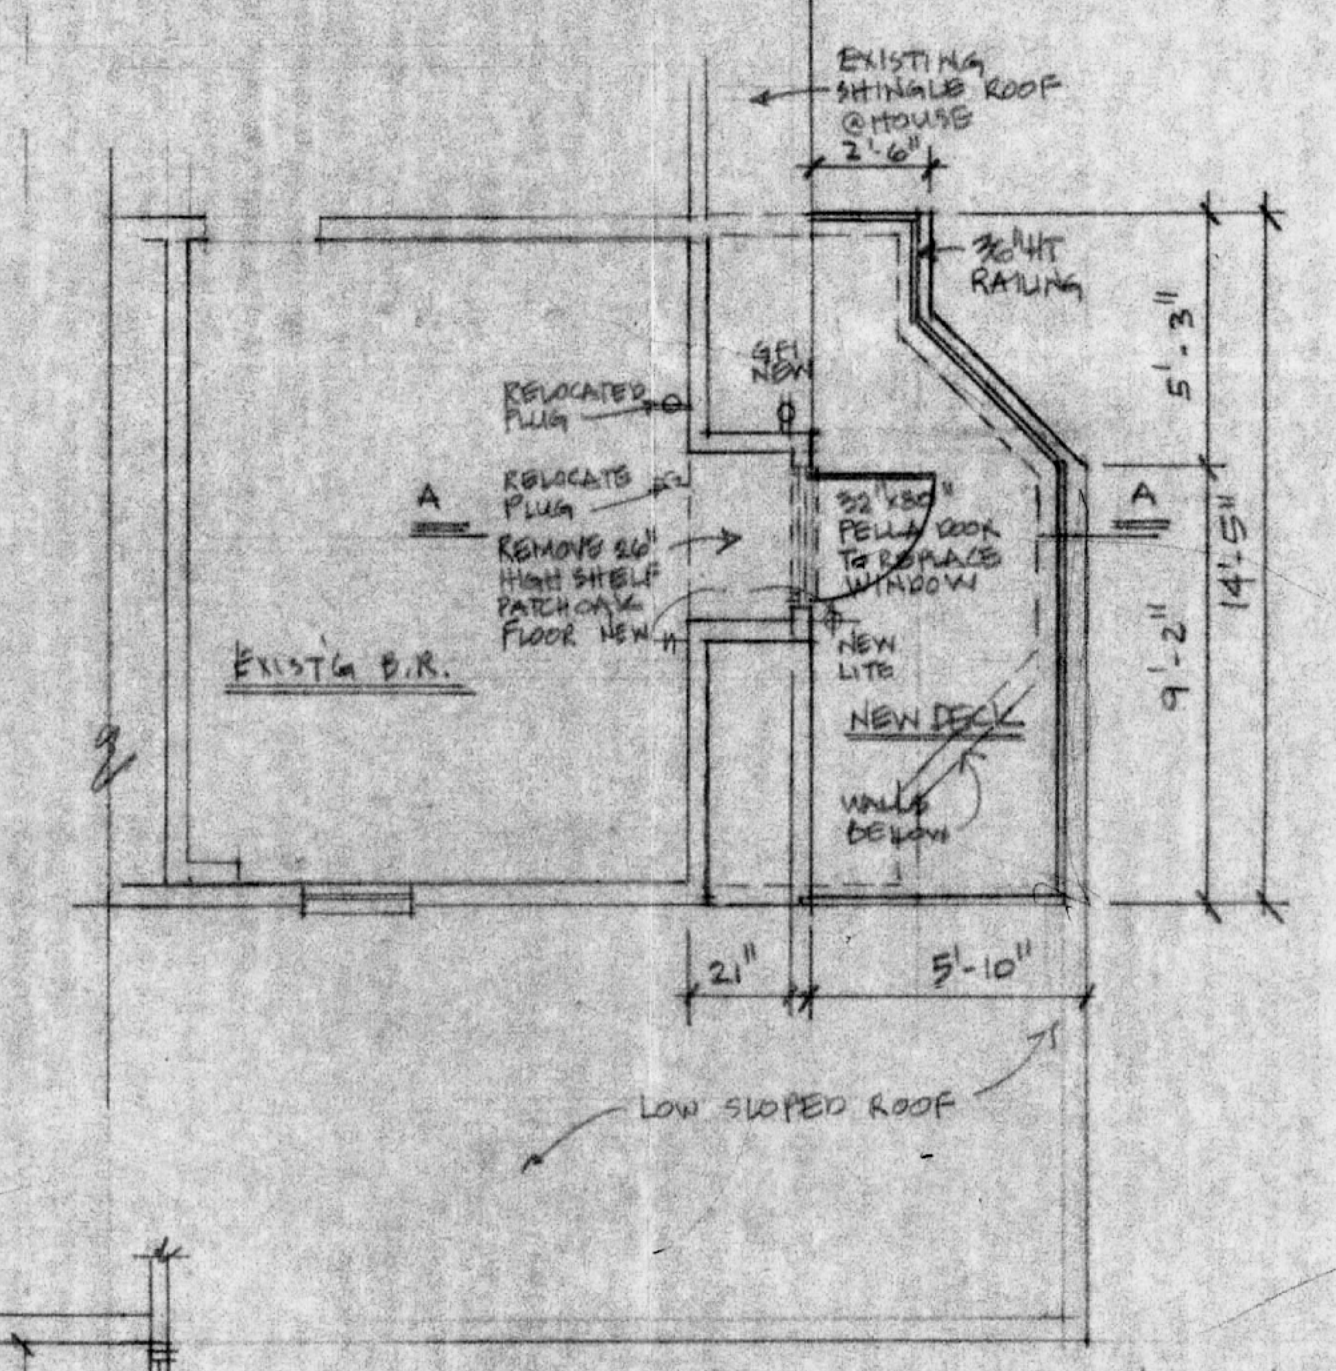 EXISTING
SHINGLE ROOF
@ HOUSE
2'-6"
36" HT
RAILING
5'-3"
GFI
NEW
RELOCATED
PLUG
RELOCATE
PLUG
A
A
32" x 80"
PELLA DOOR
TO REPLACE
WINDOW
14'-5"
REMOVE 26"
HIGH SHELF
PATCH OAK
FLOOR NEW
9'-2"
NEW
LITE
EXIST'G B.R.
NEW DECK
WALLS
BELOW
21"
5'-10"
LOW SLOPED ROOF